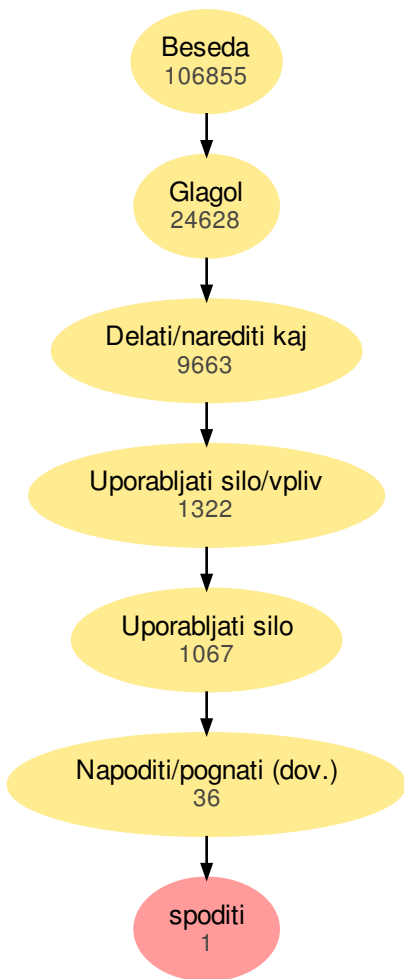 Beseda
106855
Glagol
24628
Delati/narediti kaj
9663
Uporabljati silo/vpliv
1322
Uporabljati silo
1067
Napoditi/pognati (dov.)
36
spoditi
1